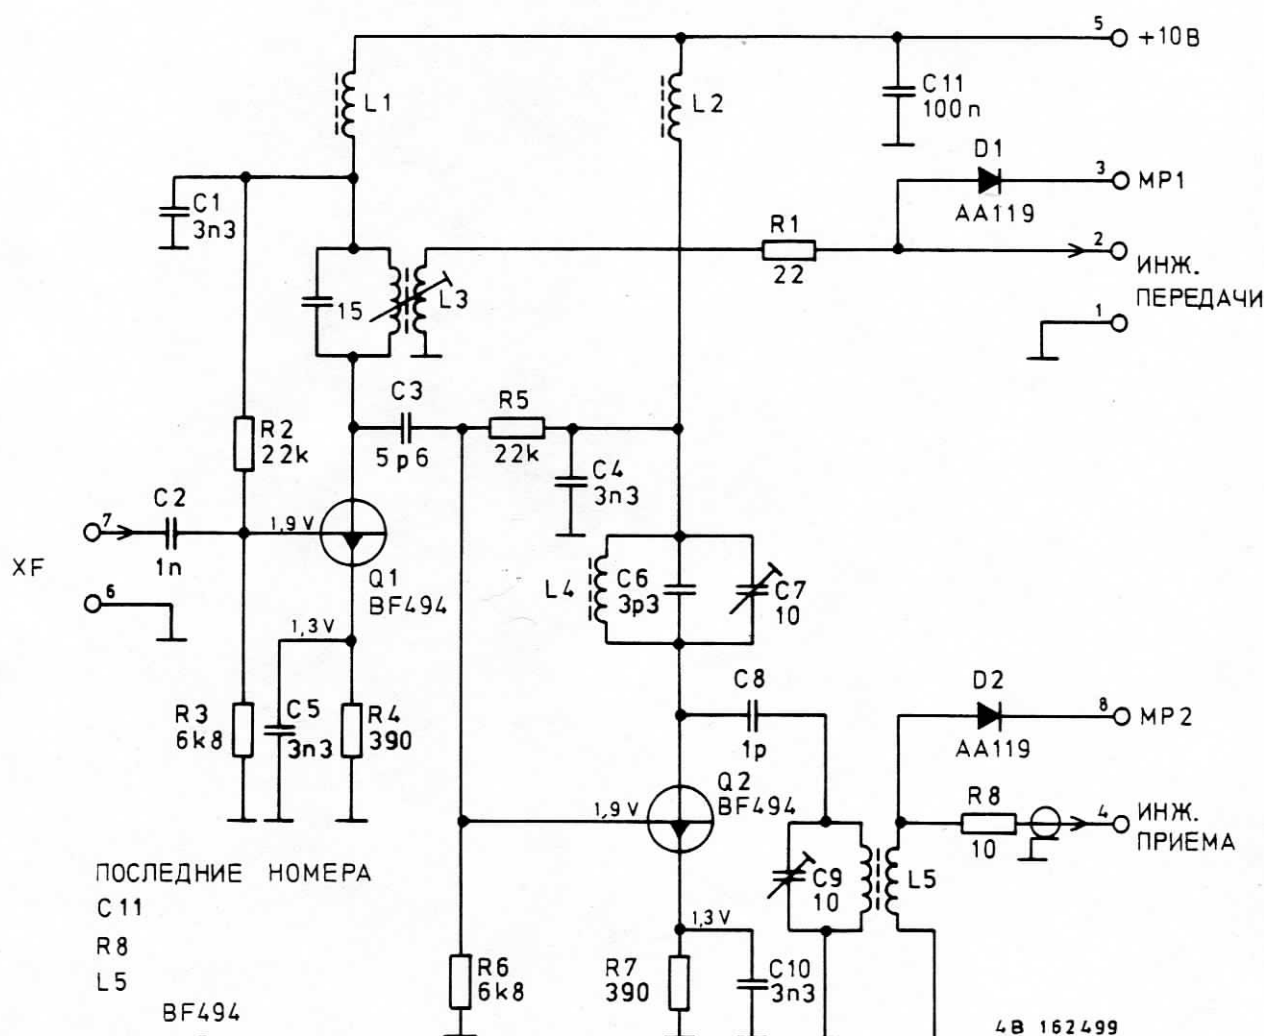 5
+10В
L1
L2
C11
100n
D1
3
МР1
AA119
C1
3n3
R1
22
2
ИНЖ.
ПЕРЕДАЧИ
15
L3
1
C3
5p6
R5
22k
R2
22k
C4
3n3
C2
1n
7
1,9 V
XF
6
Q1
BF494
L4
C6
3p3
C7
10
1,3 V
C8
1p
D2
8
МР2
AA119
R3
6k8
C5
3n3
R4
390
Q2
BF494
1,9 V
R8
10
4
ИНЖ.
ПРИЕМА
C9
10
L5
ПОСЛЕДНИЕ НОМЕРА
C11
R8
L5
BF494
1,3 V
R6
6k8
R7
390
C10
3n3
4B 162499